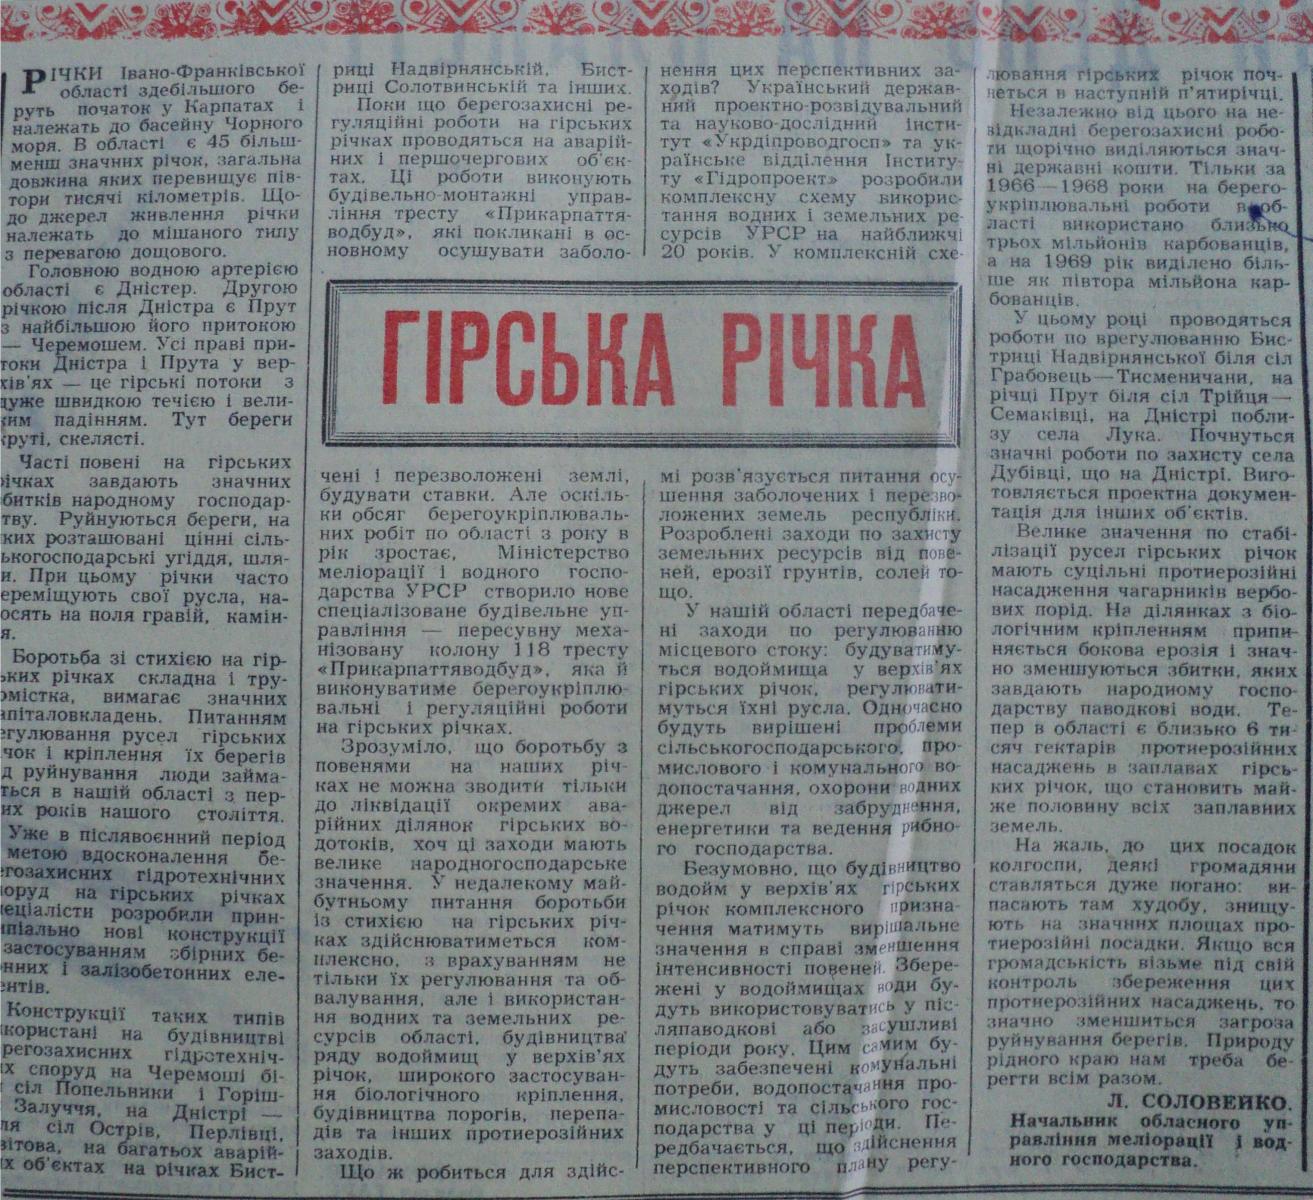 ГІРСЬКА РІЧКА
РІЧКИ Івано-Франківської
області здебільшого бе-
руть початок у Карпатах і
належать до басейну Чорного
моря. В області є 45 більш-
менш значних річок, загальна
довжина яких перевищує пів-
тори тисячі кілометрів. Що-
до джерел живлення річки
належать до мішаного типу
з перевагою дощового.
Головною водною артерією
області є Дністер. Другою
річкою після Дністра є Прут
з найбільшою його притокою
— Черемошем. Усі праві при-
токи Дністра і Прута у вер-
хів'ях — це гірські потоки з
дуже швидкою течією і вели-
ким падінням. Тут береги
круті, скелясті.
Часті повені на гірських
річках завдають значних
збитків народному господар-
тву. Руйнуються береги, на
ких розташовані цінні сіль-
ькогосподарські угіддя, шля-
и. При цьому річки часто
ереміщують свої русла, на-
осять на поля гравій, камін-
я.
Боротьба зі стихією на гір-
ьких річках складна і тру-
омістка, вимагає значних
апіталовкладень. Питанням
егулювання русел гірських
чок і кріплення їх берегів
д руйнування люди займа-
ться в нашій області з пер-
их років нашого століття.
Уже в післявоєнний період
метою вдосконалення бе-
егозахисних гідротехнічних
оруд на гірських річках
еціалісти розробили прин-
іпіально нові конструкції
застосуванням збірних бе-
нних і залізобетонних еле-
ентів.
Конструкції таких типів
користані на будівництві
регозахисних гідротехніч-
х споруд на Черемоші бі-
сіл Попельники і Горіш-
Залуччя, на Дністрі —
ля сіл Острів, Перлівці,
вітова, на багатьох аварій-
х об'єктах на річках Бист-
риці Надвірнянській, Бист-
риці Солотвинській та інших.
Поки що берегозахисні ре-
гуляційні роботи на гірських
річках проводяться на аварій-
них і першочергових об'єк-
тах. Ці роботи виконують
будівельно-монтажні управ-
ління тресту «Прикарпаття-
водбуд», які покликані в ос-
новному осушувати заболо-
чені і перезволожені землі,
будувати ставки. Але оскіль-
ки обсяг берегоукріплюваль-
них робіт по області з року в
рік зростає, Міністерство
меліорації і водного госпо-
дарства УРСР створило нове
спеціалізоване будівельне уп-
равління — пересувну меха-
нізовану колону 118 тресту
«Прикарпаттяводбуд», яка й
виконуватиме берегоукріплю-
вальні і регуляційні роботи
на гірських річках.
Зрозуміло, що боротьбу з
повенями на наших річ-
ках не можна зводити тільки
до ліквідації окремих ава-
рійних ділянок гірських во-
дотоків, хоч ці заходи мають
велике народногосподарське
значення. У недалекому май-
бутньому питання боротьби
із стихією на гірських річ-
ках здійснюватиметься ком-
плексно, з врахуванням не
тільки їх регулювання та об-
валування, але і використан-
ня водних та земельних ре-
сурсів області, будівництва
ряду водоймищ у верхів'ях
річок, широкого застосуван-
ня біологічного кріплення,
будівництва порогів, перепа-
дів та інших протиерозійних
заходів.
Що ж робиться для здійс-
нення цих перспективних за-
ходів? Український держав-
ний проектно-розвідувальний
та науково-дослідний інсти-
тут «Укрдіпроводгосп» та ук-
раїнське відділення Інститу-
ту «Гідропроект» розробили
комплексну схему викорис-
тання водних і земельних ре-
сурсів УРСР на найближчі
20 років. У комплексній схе-
мі розв'язується питання осу-
шення заболочених і перезво-
ложених земель республіки.
Розроблені заходи по захисту
земельних ресурсів від пове-
ней, ерозії грунтів, солей то-
що.
У нашій області передбаче-
ні заходи по регулюванню
місцевого стоку: будуватиму-
ться водоймища у верхів'ях
гірських річок, регулювати-
муться їхні русла. Одночасно
будуть вирішені проблеми
сільськогосподарського, про-
мислового і комунального во-
допостачання, охорони водних
джерел від забруднення,
енергетики та ведення рибно-
го господарства.
Безумовно, що будівництво
водойм у верхів'ях гірських
річок комплексного призна-
чення матимуть вирішальне
значення в справі зменшення
інтенсивності повеней. Збере-
жені у водоймищах води бу-
дуть використовуватись у піс-
ляпаводкові або засушливі
періоди року. Цим самим бу-
дуть забезпечені комунальні
потреби, водопостачання про-
мисловості та сільського гос-
подарства у ці періоди. Пе-
редбачається, що здійснення
перспективного плану регу-
лювання гірських річок поч-
неться в наступній п'ятирічці.
Незалежно від цього на не-
відкладні берегозахисні робо-
ти щорічно виділяються знач-
ні державні кошти. Тільки за
1966—1968 роки на берего-
укріплювальні роботи в об-
ласті використано близько
трьох мільйонів карбованців,
а на 1969 рік виділено біль-
ше як півтора мільйона кар-
бованців.
У цьому році проводяться
роботи по врегулюванню Бис-
триці Надвірнянської біля сіл
Грабовець—Тисменичани, на
річці Прут біля сіл Трійця—
Семаківці, на Дністрі побли-
зу села Лука. Почнуться
значні роботи по захисту села
Дубівці, що на Дністрі. Виго-
товляється проектна докумен-
тація для інших об'єктів.
Велике значення по стабі-
лізації русел гірських річок
мають суцільні протиерозійні
насадження чагарників вербо-
вих порід. На ділянках з біо-
логічним кріпленням припи-
няється бокова ерозія і знач-
но зменшуються збитки, яких
завдають народному госпо-
дарству паводкові води. Те-
пер в області є близько 6 ти-
сяч гектарів протиерозійних
насаджень в заплавах гірсь-
ких річок, що становить май-
же половину всіх заплавних
земель.
На жаль, до цих посадок
колгоспи, деякі громадяни
ставляться дуже погано: ви-
пасають там худобу, знищу-
ють на значних площах про-
тиерозійні посадки. Якщо вся
громадськість візьме під свій
контроль збереження цих
протиерозійних насаджень, то
значно зменшиться загроза
руйнування берегів. Природу
рідного краю нам треба бе-
регти всім разом.
Л. СОЛОВЕЙКО.
Начальник обласного уп-
равління меліорації і вод-
ного господарства.